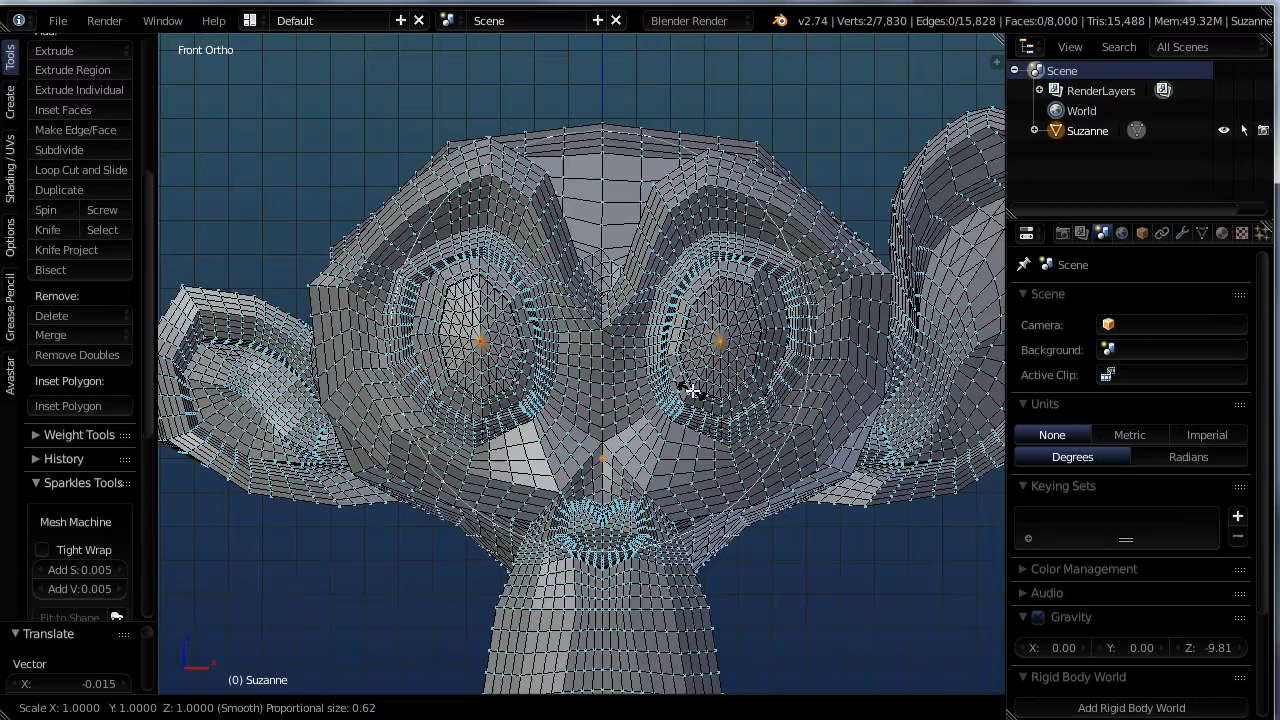 File Render Window Help Default Scene Blender Render v2.74 | Verts:2/7,830 | Edges:0/15,828 | Faces:0/8,000 | Tris:15,488 | Mem:49.32M | Suzanne
Tools
Create
Shading / UVs
Options
Grease Pencil
Avastar
Extrude
Extrude Region
Extrude Individual
Inset Faces
Make Edge/Face
Subdivide
Loop Cut and Slide
Duplicate
Spin Screw
Knife Select
Knife Project
Bisect
Remove:
Delete
Merge
Remove Doubles
Inset Polygon:
Inset Polygon
Weight Tools
History
Sparkles Tools
Mesh Machine
Tight Wrap
Add S: 0.005
Add V: 0.005
Fit to Shape
Translate
Vector
X: -0.015
Front Ortho
(0) Suzanne
Scale X: 1.0000 Y: 1.0000 Z: 1.0000 (Smooth) Proportional size: 0.62
View Search All Scenes
Scene
RenderLayers
World
Suzanne
Scene
Scene
Camera:
Background:
Active Clip:
Units
None Metric Imperial
Degrees Radians
Keying Sets
Color Management
Audio
Gravity
X: 0.00 Y: 0.00 Z: -9.81
Rigid Body World
Add Rigid Body World